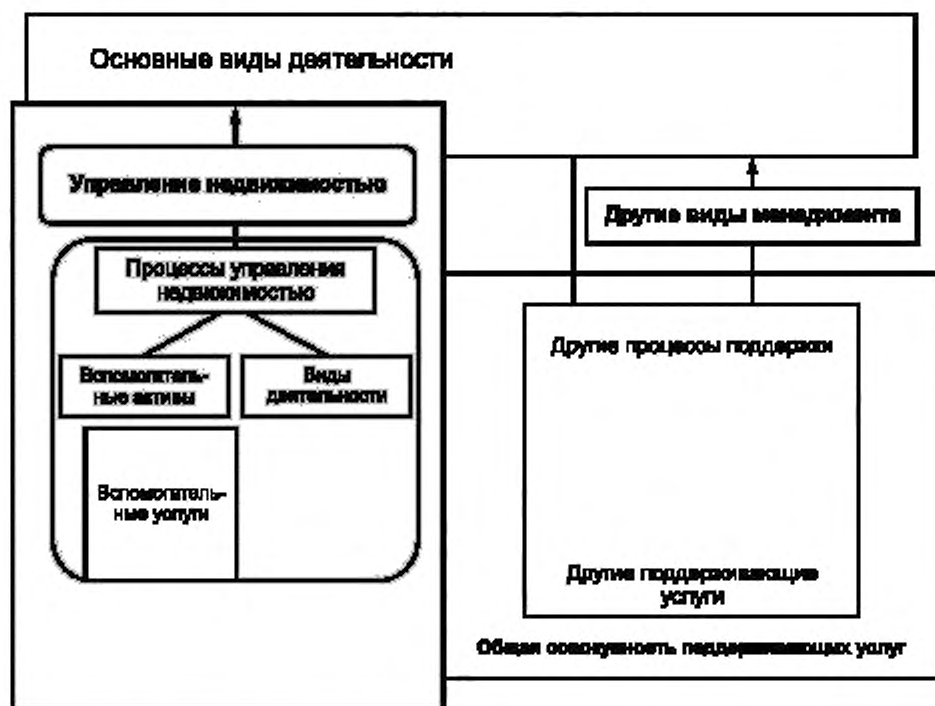 Основные виды деятельности
Управление недвижимостью
Другие виды менеджмента
Процессы управления
недвижимостью
Вспомогатель-
ные активы
Виды
деятельности
Другие процессы поддержки
Вспомогатель-
ные услуги
Другие поддерживающие
услуги
Общая совокупность поддерживающих услуг